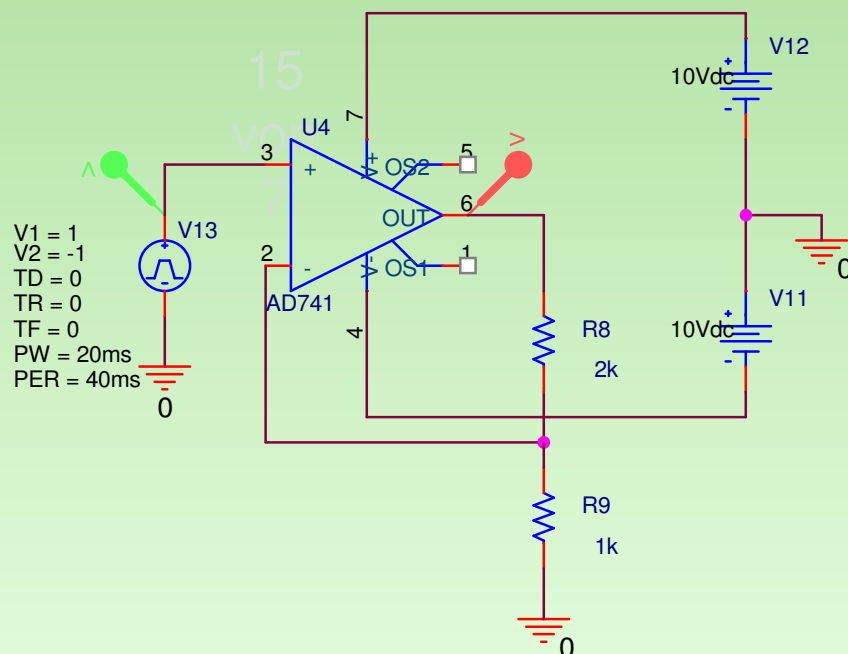 15
7
V12
10Vdc
+
-
U4
7
3
+
V+
OS2
5
>
>
V13
+
-
V1 = 1
V2 = -1
TD = 0
TR = 0
TF = 0
PW = 20ms
PER = 40ms
0
OUT
6
2
-
V-
OS1
1
AD741
4
0
V11
10Vdc
+
-
R8
2k
R9
1k
0